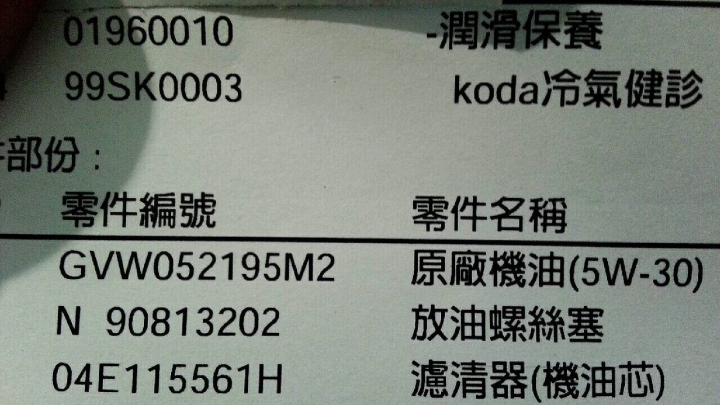 01960010 -潤滑保養
99SK0003 koda冷氣健診
部份：
零件編號 零件名稱
GVW052195M2 原廠機油(5W-30)
N 90813202 放油螺絲塞
04E115561H 濾清器(機油芯)